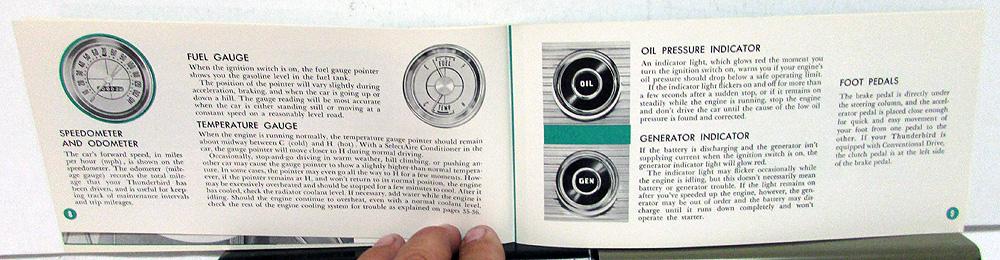 SPEEDOMETER
AND ODOMETER
The car's forward speed, in miles
per hour (mph), is shown on the
speedometer. The odometer (mile-
age gauge) records the total mile-
age that your Thunderbird has
been driven, and is useful for keep-
ing track of maintenance intervals
and trip mileages.
8
FUEL GAUGE
When the ignition switch is on, the fuel gauge pointer
shows you the gasoline level in the fuel tank.
The position of the pointer will vary slightly during
acceleration, braking, and when the car is going up or
down a hill. The gauge reading will be most accurate
when the car is either standing still or moving at a
constant speed on a reasonably level road.
FUEL
TEMP
TEMPERATURE GAUGE
When the engine is running normally, the temperature gauge pointer should remain
about midway between C (cold) and H (hot). With a SelectAire Conditioner in the
car, the gauge pointer will move closer to H during normal driving.
Occasionally, stop-and-go driving in warm weather, hill climbing, or pushing an-
other car may cause the gauge pointer to show a slightly higher than normal tempera-
ture. In some cases, the pointer may even go all the way to H for a few moments. How-
ever, if the pointer remains at H, and won't return to its normal position, the engine
may be excessively overheated and should be stopped for a few minutes to cool. After it
has cooled, check the radiator coolant level. If necessary, add water while the engine is
idling. Should the engine continue to overheat, even with a normal coolant level,
check the rest of the engine cooling system for trouble as explained on pages 35-36.
OIL
GEN
OIL PRESSURE INDICATOR
An indicator light, which glows red the moment you
turn the ignition switch on, warns you if your engine's
oil pressure should drop below a safe operating limit.
If the indicator light flickers on and off for more than
a few seconds after a sudden stop, or if it remains on
steadily while the engine is running, stop the engine
and don't drive the car until the cause of the low oil
pressure is found and corrected.
GENERATOR INDICATOR
If the battery is discharging and the generator isn't
supplying current when the ignition switch is on, the
generator indicator light will glow red.
The indicator light may flicker occasionally while
the engine is idling, but this doesn't necessarily mean
battery or generator trouble. If the light remains on
after you've speeded up the engine, however, the gen-
erator may be out of order and the battery may dis-
charge until it runs down completely and won't
operate the starter.
FOOT PEDALS
The brake pedal is directly under
the steering column, and the accel-
erator pedal is placed close enough
for quick and easy movement of
your foot from one pedal to the
other. If your Thunderbird is
equipped with Conventional Drive,
the clutch pedal is at the left side
of the brake pedal.
9